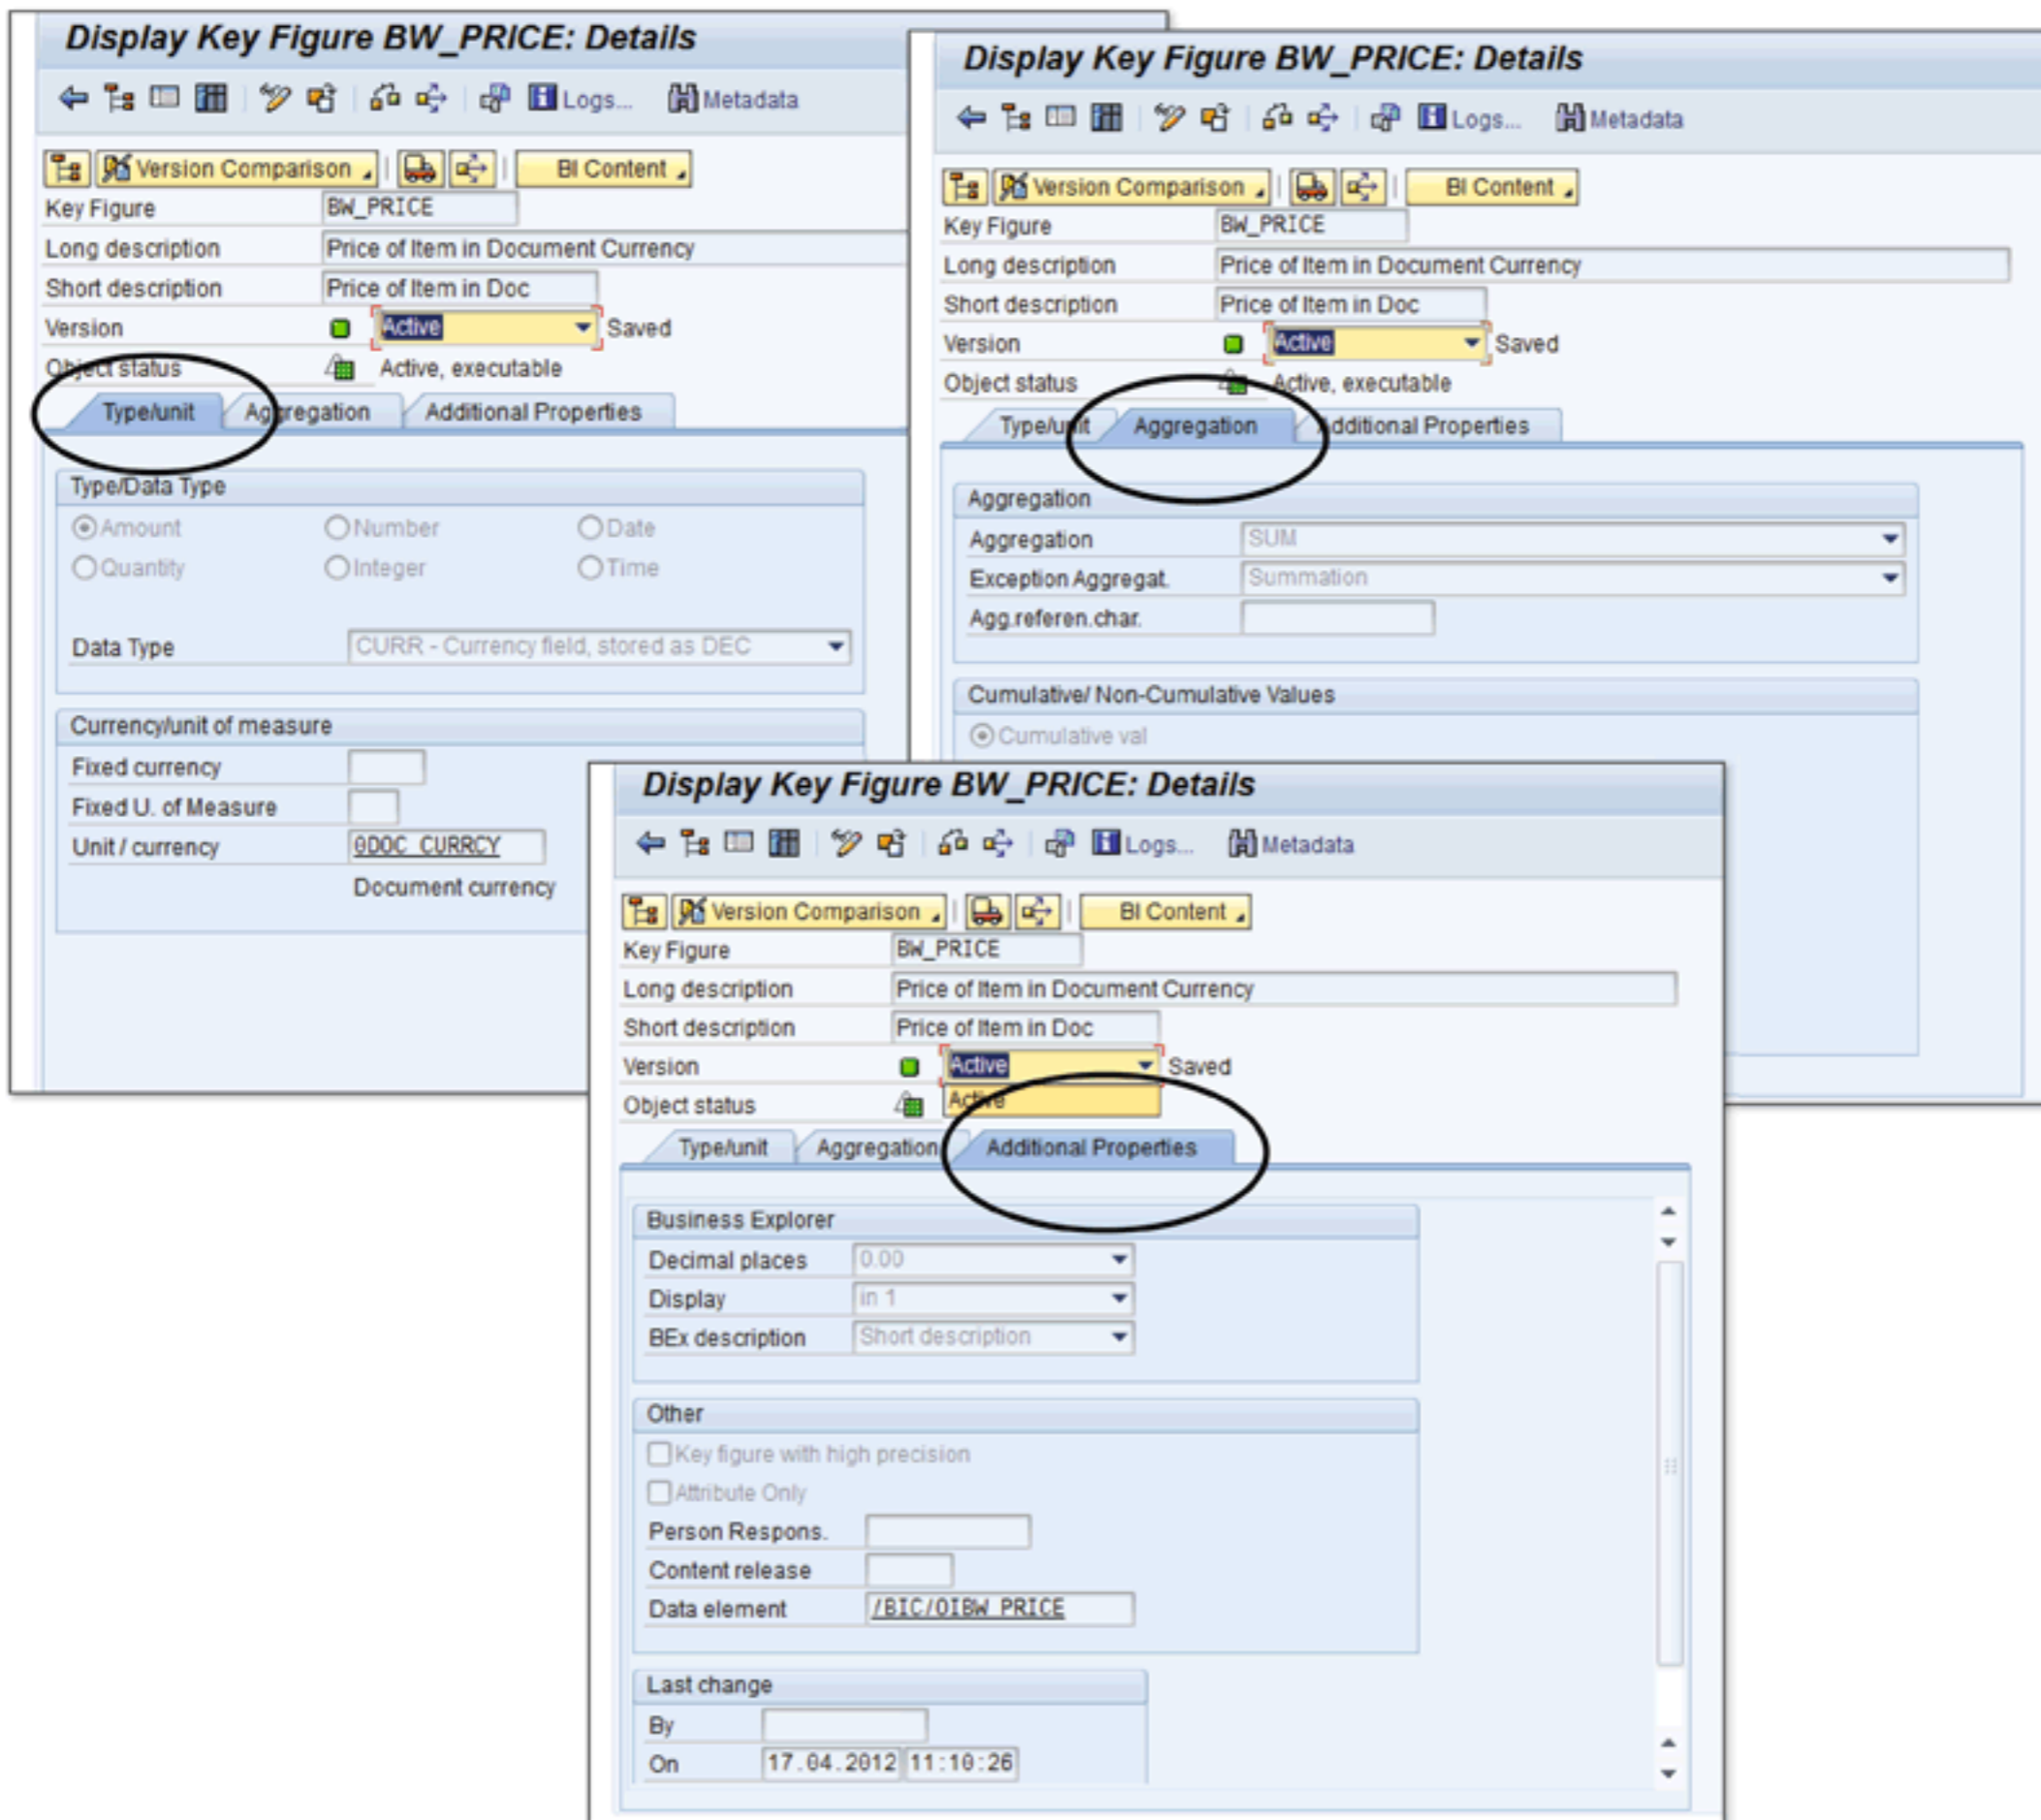 Display Key Figure BW_PRICE: Details
Logs... Metadata
Version Comparison BI Content
Key Figure BW_PRICE
Long description Price of Item in Document Currency
Short description Price of Item in Doc
Version Active Saved
Object status Active, executable
Type/unit Aggregation Additional Properties
Type/Data Type
Amount Number Date
Quantity Integer Time
Data Type CURR - Currency field, stored as DEC
Currency/unit of measure
Fixed currency
Fixed U. of Measure
Unit / currency 0DOC_CURRCY
Document currency
Display Key Figure BW_PRICE: Details
Logs... Metadata
Version Comparison BI Content
Key Figure BW_PRICE
Long description Price of Item in Document Currency
Short description Price of Item in Doc
Version Active Saved
Object status Active, executable
Type/unit Aggregation Additional Properties
Aggregation
Aggregation SUM
Exception Aggregat. Summation
Agg.referen.char.
Cumulative/ Non-Cumulative Values
Cumulative val
Display Key Figure BW_PRICE: Details
Logs... Metadata
Version Comparison BI Content
Key Figure BW_PRICE
Long description Price of Item in Document Currency
Short description Price of Item in Doc
Version Active Saved
Object status Active
Type/unit Aggregation Additional Properties
Business Explorer
Decimal places 0.00
Display in 1
BEx description Short description
Other
Key figure with high precision
Attribute Only
Person Respons.
Content release
Data element /BIC/OIBW_PRICE
Last change
By
On 17.04.2012 11:10:26